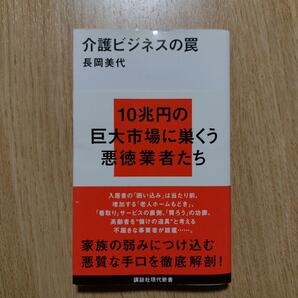 介護ビジネスの罠
長岡美代
10兆円の
巨大市場に巣くう
悪徳業者たち
入居者の「囲い込み」は当たり前、
増加する「老人ホームもどき」、
「看取り」サービスの裏側、「胃ろう」の功罪、
高齢者を“儲けの道具”と考える
不届きな事業者が跋扈……。
家族の弱みにつけ込む
悪質な手口を徹底解剖！
講談社現代新書